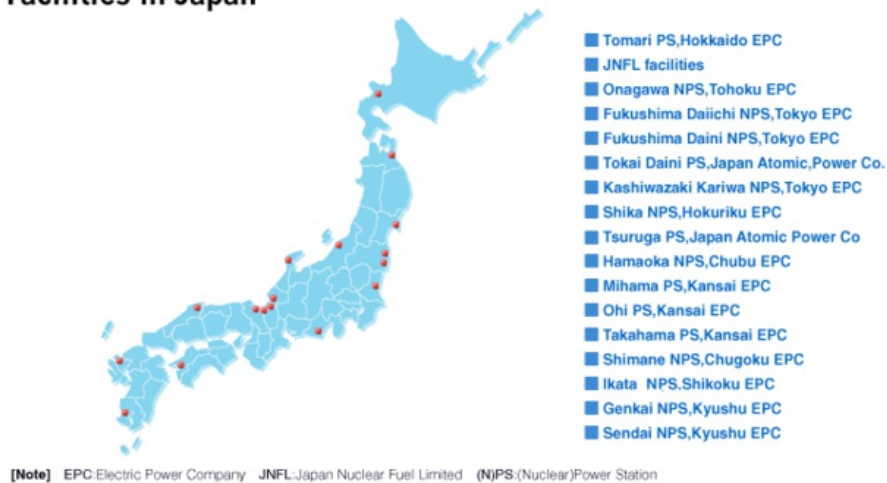 Facilities in Japan
Tomari PS,Hokkaido EPC
JNFL facilities
Onagawa NPS,Tohoku EPC
Fukushima Daiichi NPS,Tokyo EPC
Fukushima Daini NPS,Tokyo EPC
Tokai Daini PS,Japan Atomic,Power Co.
Kashiwazaki Kariwa NPS,Tokyo EPC
Shika NPS,Hokuriku EPC
Tsuruga PS,Japan Atomic Power Co
Hamaoka NPS,Chubu EPC
Mihama PS,Kansai EPC
Ohi PS,Kansai EPC
Takahama PS,Kansai EPC
Shimane NPS,Chugoku EPC
Ikata NPS.Shikoku EPC
Genkai NPS,Kyushu EPC
Sendai NPS,Kyushu EPC
[Note] EPC:Electric Power Company JNFL:Japan Nuclear Fuel Limited (N)PS:(Nuclear)Power Station